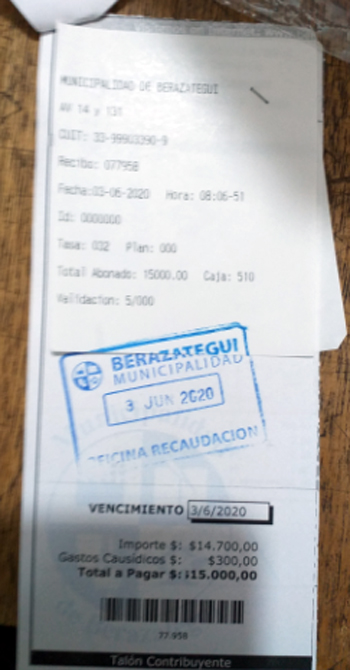 MUNICIPALIDAD DE BERAZATEGUI
AV 14 y 131
CUIT: 33-99903390-9
Recibo: 077958
Fecha:03-06-2020 Hora: 08:06-51
Id: 0000000
Tasa: 032 Plan: 000
Total Abonado: 15000.00 Caja: 510
Validacion: 5/000
BERAZATEGUI
MUNICIPALIDAD
3 JUN 2020
OFICINA RECAUDACION
VENCIMIENTO 3/6/2020
Importe $: $14.700,00
Gastos Causídicos $: $300,00
Total a Pagar $: $15.000,00
77.958
Talón Contribuyente